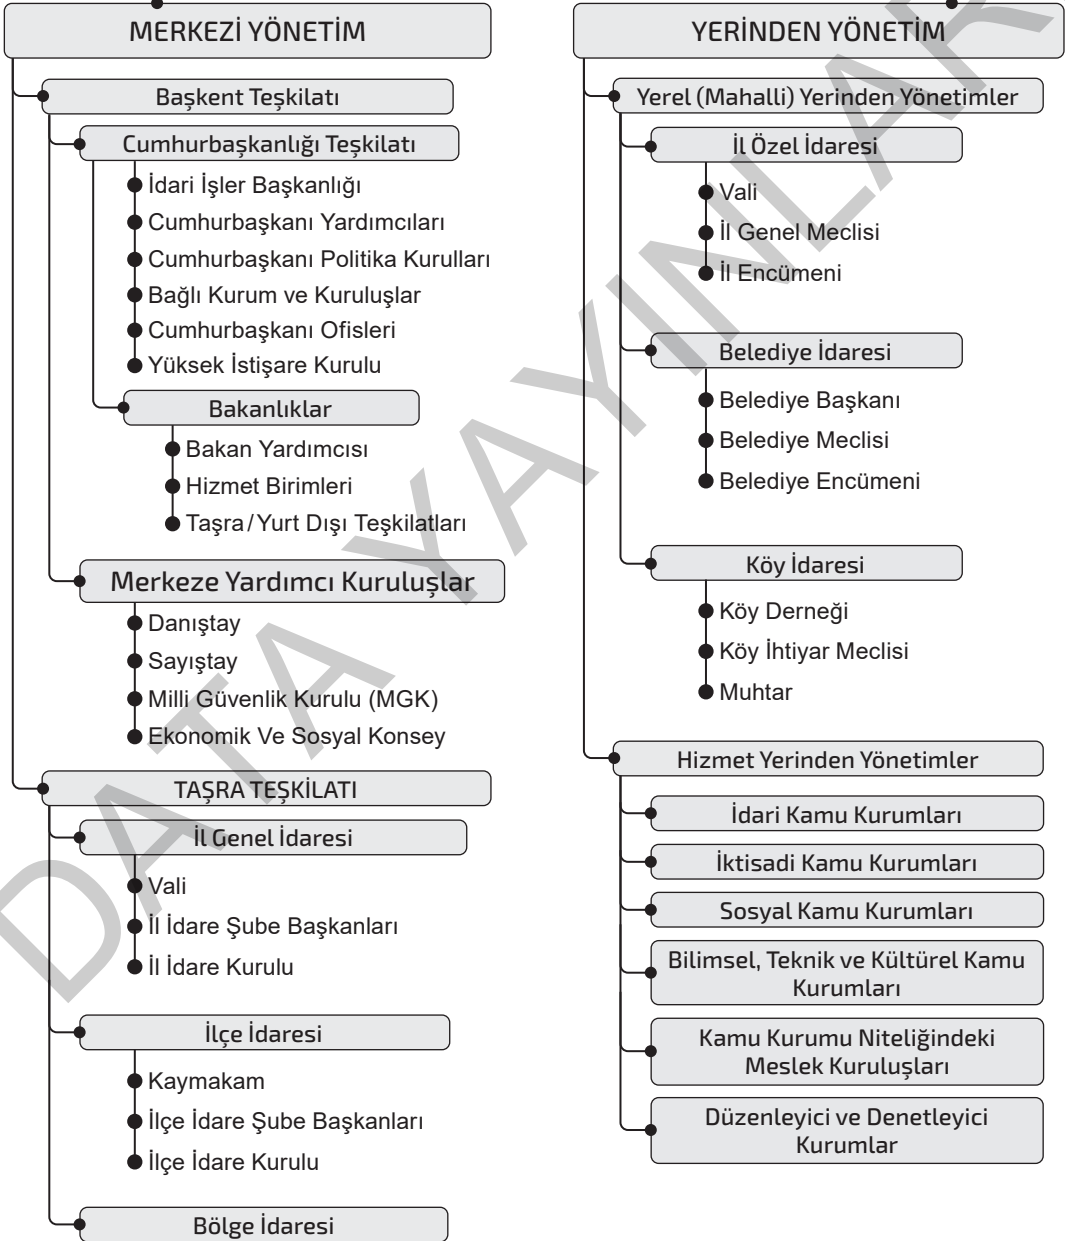 MERKEZİ YÖNETİM
Başkent Teşkilatı
Cumhurbaşkanlığı Teşkilatı
İdari İşler Başkanlığı
Cumhurbaşkanı Yardımcıları
Cumhurbaşkanı Politika Kurulları
Bağlı Kurum ve Kuruluşlar
Cumhurbaşkanı Ofisleri
Yüksek İstişare Kurulu
Bakanlıklar
Bakan Yardımcısı
Hizmet Birimleri
Taşra/Yurt Dışı Teşkilatları
Merkeze Yardımcı Kuruluşlar
Danıştay
Sayıştay
Milli Güvenlik Kurulu (MGK)
Ekonomik Ve Sosyal Konsey
TAŞRA TEŞKİLATI
İl Genel İdaresi
Vali
İl İdare Şube Başkanları
İl İdare Kurulu
İlçe İdaresi
Kaymakam
İlçe İdare Şube Başkanları
İlçe İdare Kurulu
Bölge İdaresi
YERİNDEN YÖNETİM
Yerel (Mahalli) Yerinden Yönetimler
İl Özel İdaresi
Vali
İl Genel Meclisi
İl Encümeni
Belediye İdaresi
Belediye Başkanı
Belediye Meclisi
Belediye Encümeni
Köy İdaresi
Köy Derneği
Köy İhtiyar Meclisi
Muhtar
Hizmet Yerinden Yönetimler
İdari Kamu Kurumları
İktisadi Kamu Kurumları
Sosyal Kamu Kurumları
Bilimsel, Teknik ve Kültürel Kamu
Kurumları
Kamu Kurumu Niteliğindeki
Meslek Kuruluşları
Düzenleyici ve Denetleyici
Kurumlar
DATA YAYINLAR